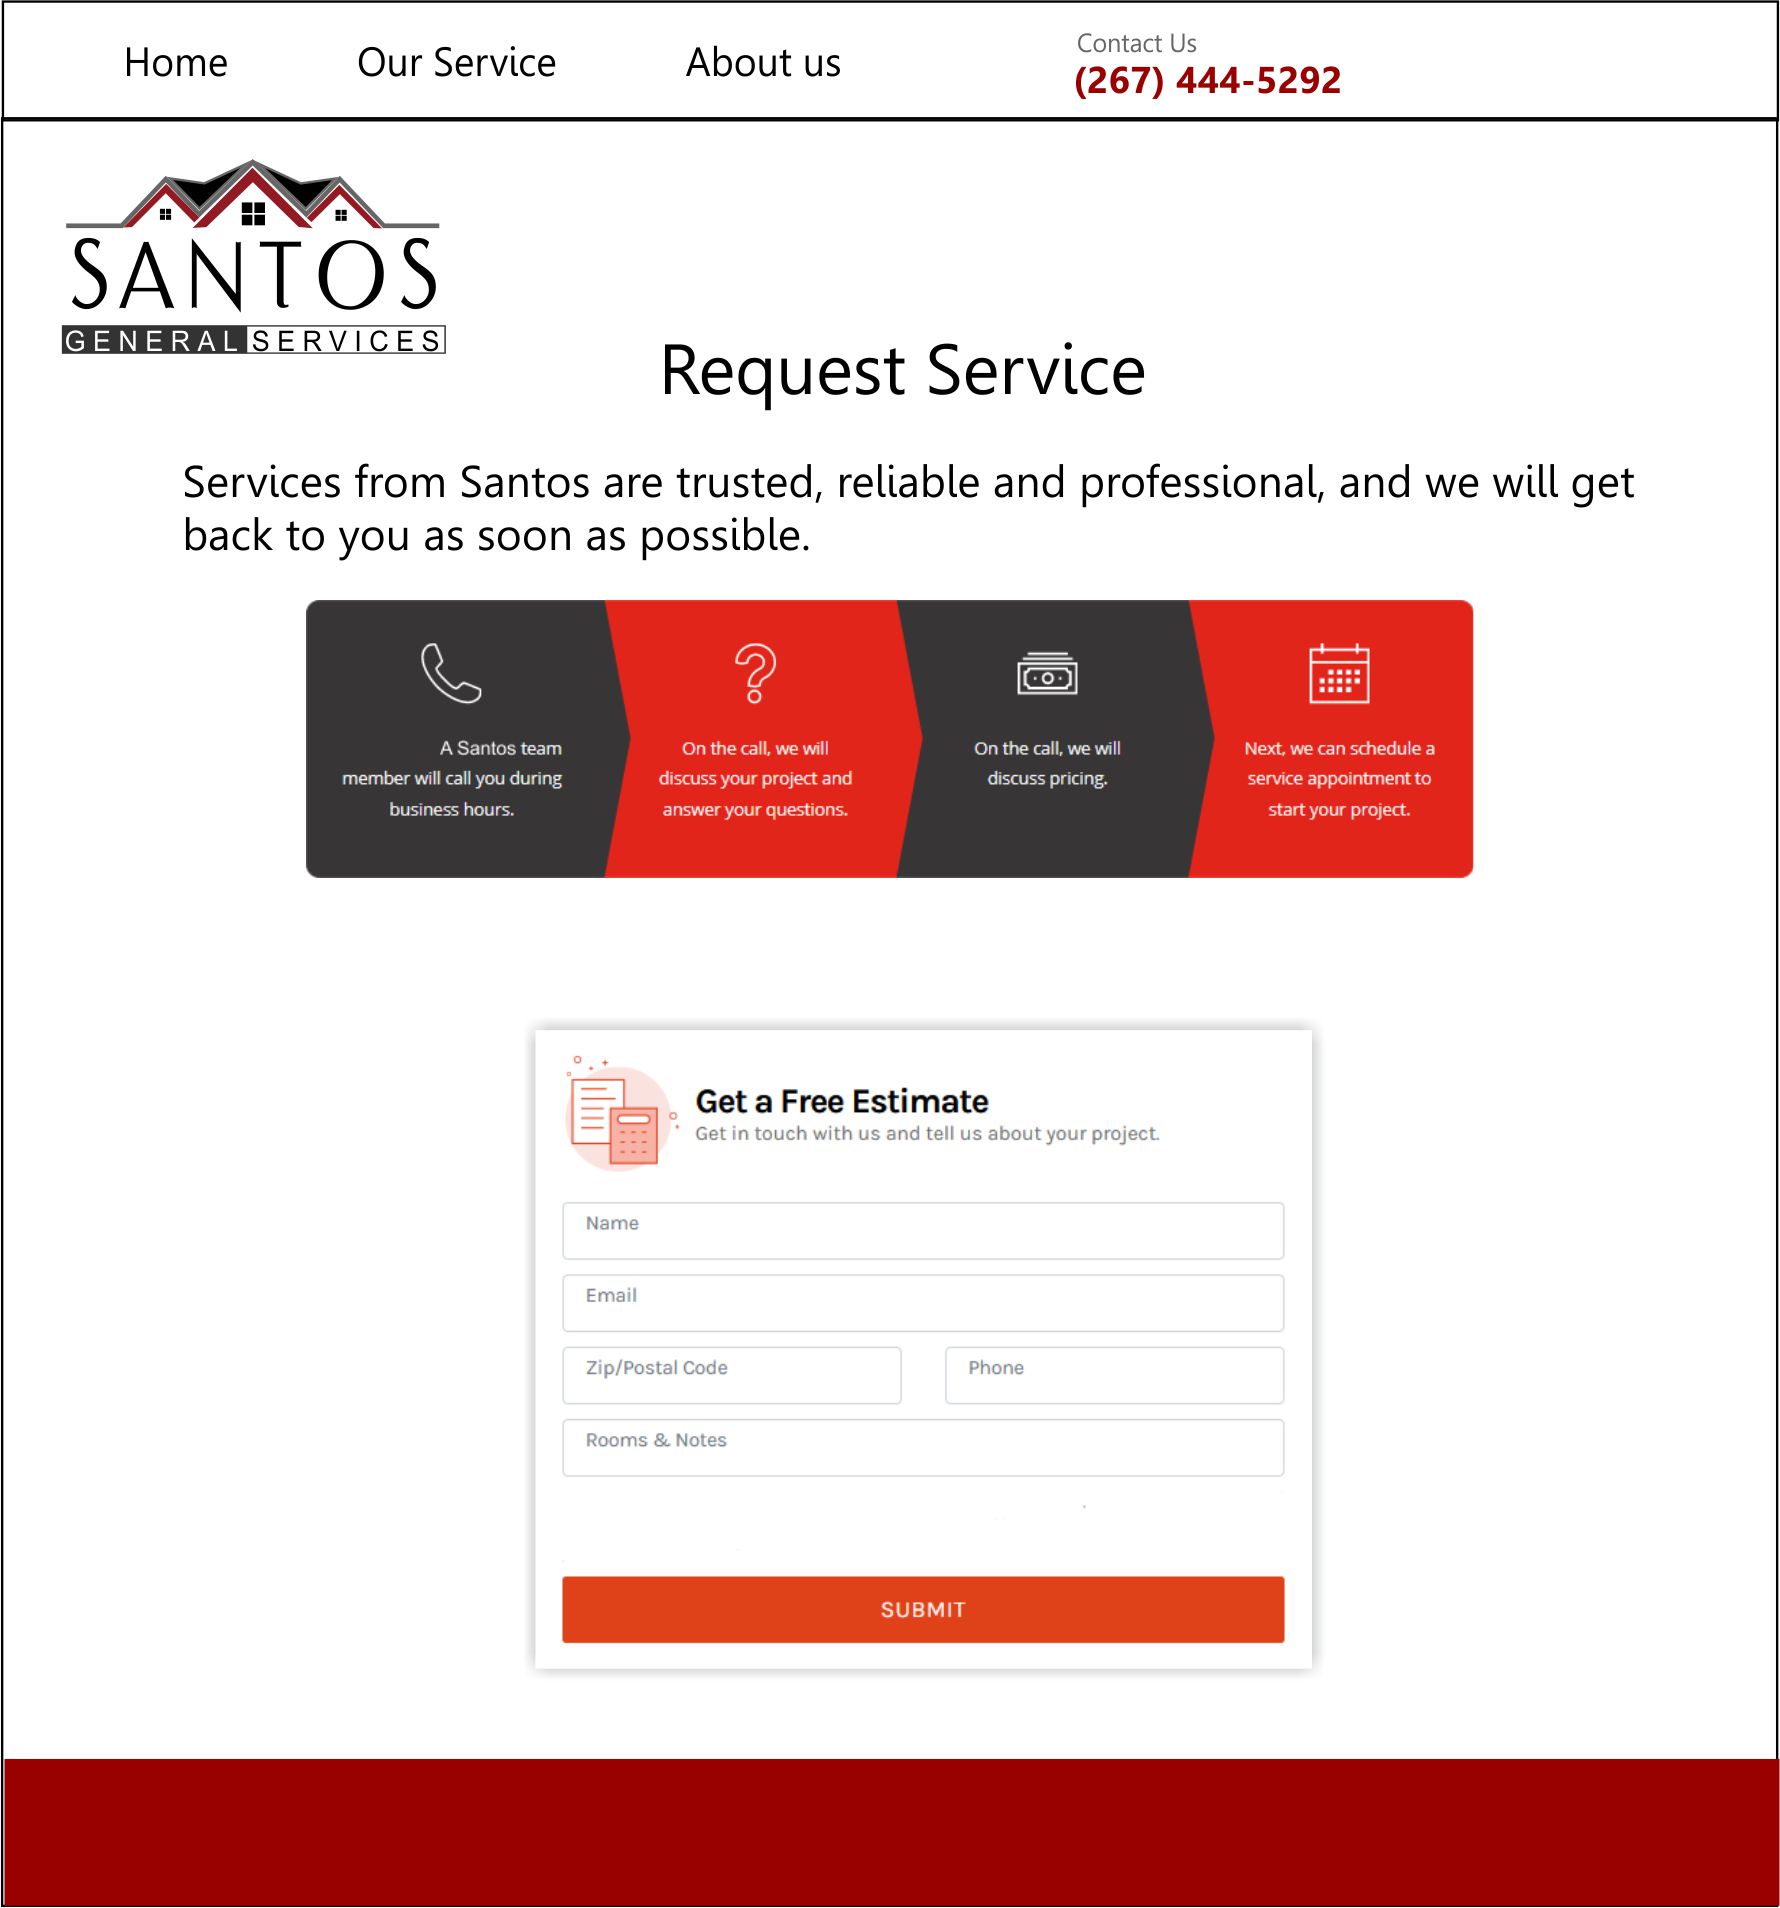 Home
Our Service
About us
Contact Us
(267) 444-5292
SANTOS
GENERAL SERVICES
Request Service
Services from Santos are trusted, reliable and professional, and we will get
back to you as soon as possible.
A Santos team
member will call you during
business hours.
On the call, we will
discuss your project and
answer your questions.
On the call, we will
discuss pricing.
Next, we can schedule a
service appointment to
start your project.
Get a Free Estimate
Get in touch with us and tell us about your project.
Name
Email
Zip/Postal Code
Phone
Rooms & Notes
SUBMIT